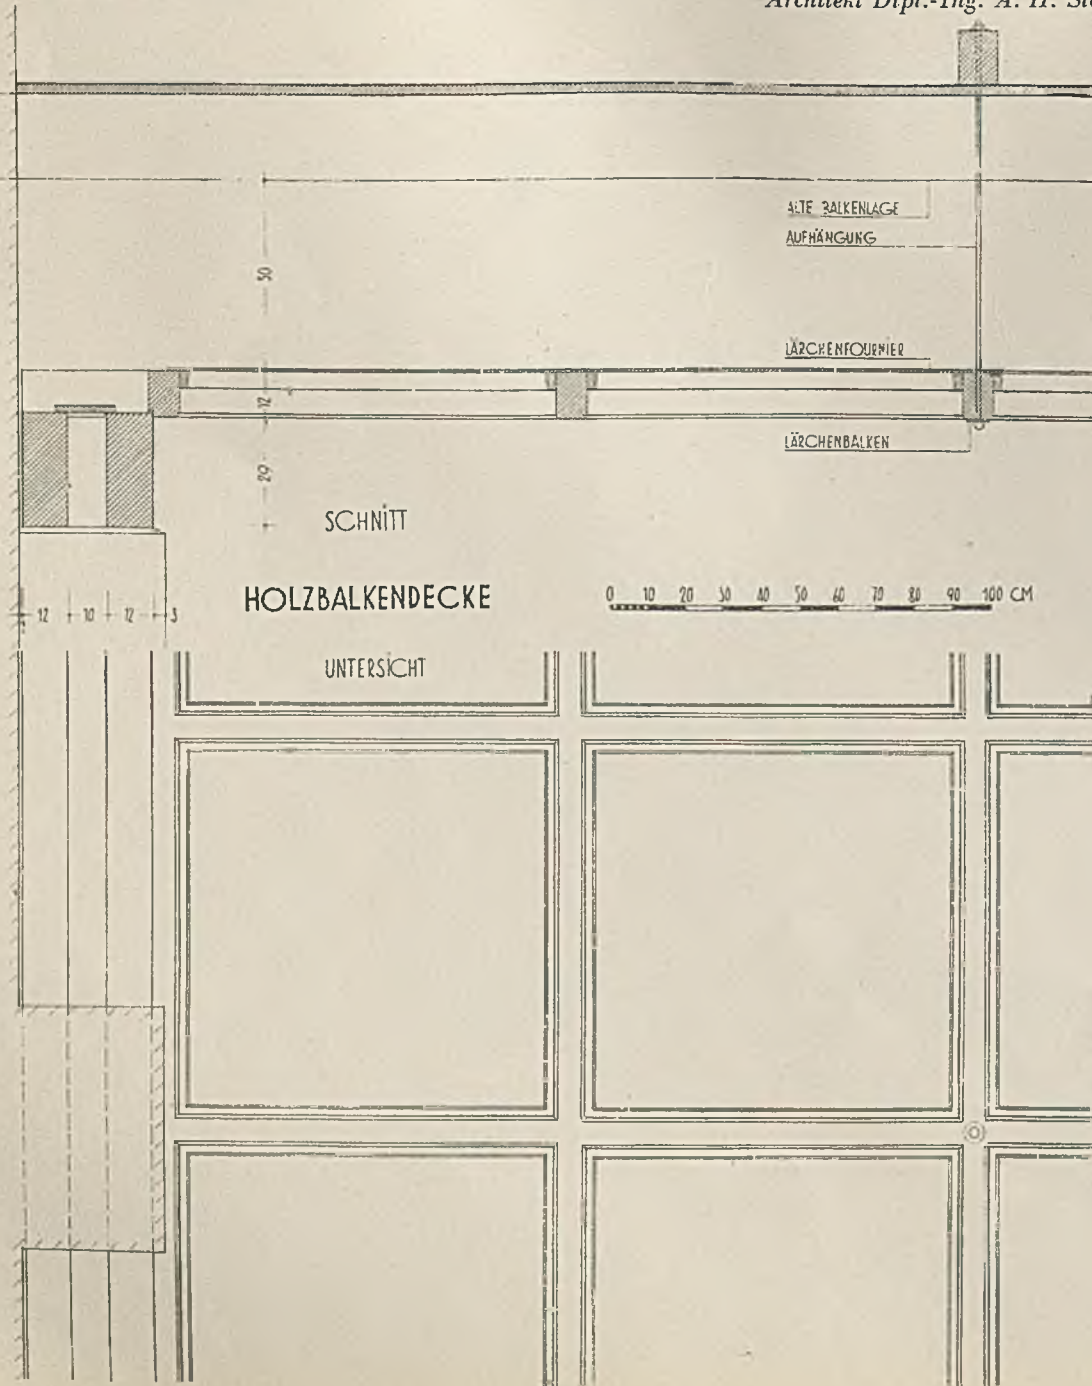 Architekt Dipl.-Ing. A. H.
ALTE BALKENLAGE
AUFHÄNGUNG
50
LÄRCHENFOURNIER
12
LÄRCHENBALKEN
29
SCHNITT
HOLZBALKENDECKE
0 10 20 30 40 50 60 70 80 90 100 CM
12 10 12 3
UNTERSICHT